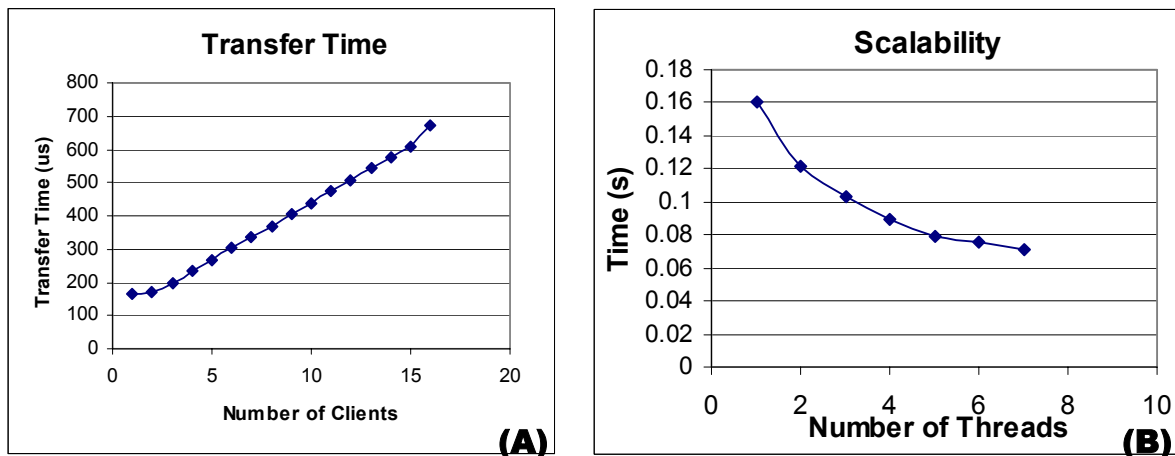 Transfer Time
800
700
600
500
400
300
200
100
0
Transfer Time (us)
0 5 10 15 20
Number of Clients
(A)
Scalability
0.18
0.16
0.14
0.12
0.1
0.08
0.06
0.04
0.02
0
Time (s)
0 2 4 6 8 10
Number of Threads
(B)